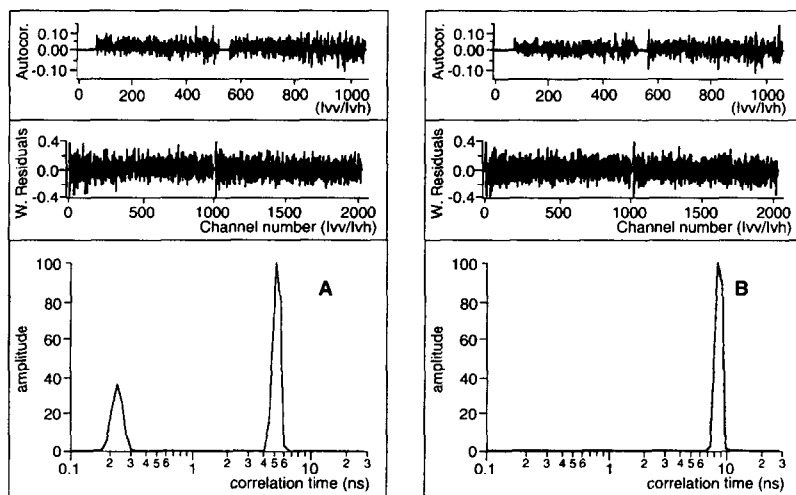 Autocor.
0.10
0.00
-0.10
0 200 400 600 800 1000
(Ivv/Ivh)
W. Residuals
0.4
0.0
-0.4
0 500 1000 1500 2000
Channel number (Ivv/Ivh)
amplitude
100
80
60
40
20
0
A
0.1 2 3 4 5 6 1 2 3 4 5 6 10 2 3
correlation time (ns)
Autocor.
0.10
0.00
-0.10
0 200 400 600 800 1000
(Ivv/Ivh)
W. Residuals
0.4
0.0
-0.4
0 500 1000 1500 2000
Channel number (Ivv/Ivh)
amplitude
100
80
60
40
20
0
B
0.1 2 3 4 5 6 1 2 3 4 5 6 10 2 3
correlation time (ns)